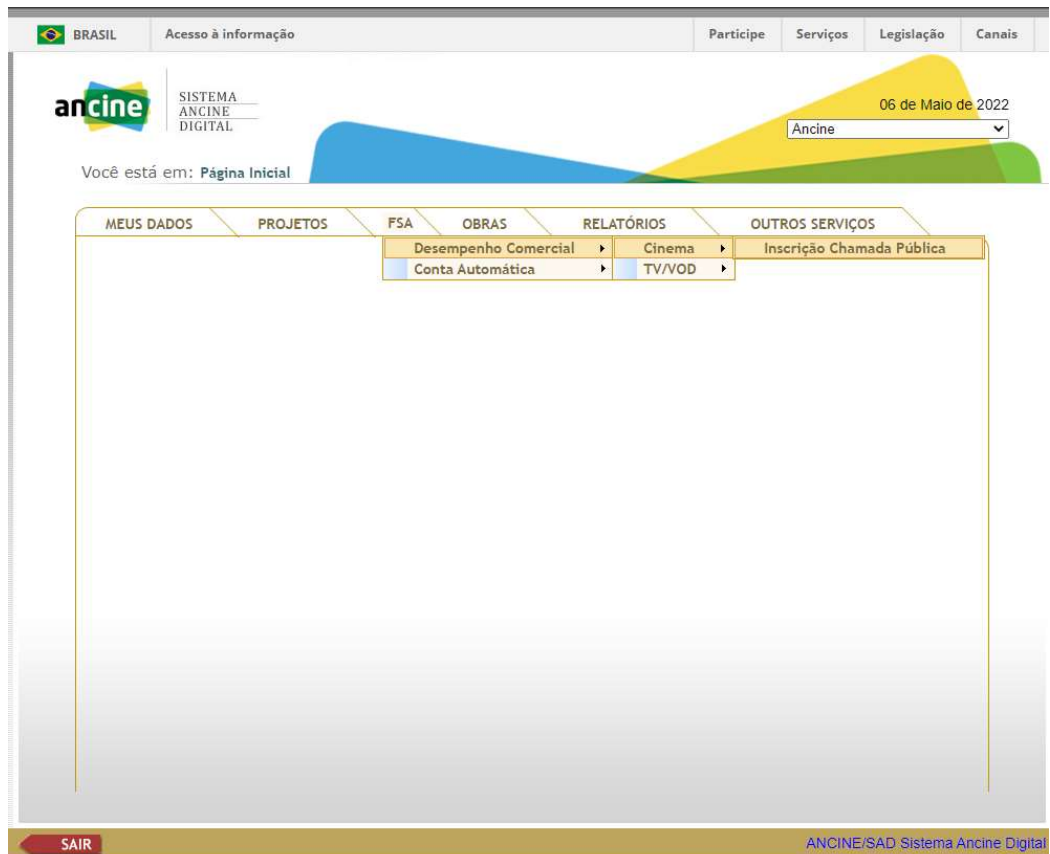 BRASIL Acesso à informação Participe Serviços Legislação Canais
ancine
SISTEMA
ANCINE
DIGITAL
06 de Maio de 2022
Ancine
Você está em: Página Inicial
MEUS DADOS PROJETOS FSA OBRAS RELATÓRIOS OUTROS SERVIÇOS
Desempenho Comercial Cinema Inscrição Chamada Pública
Conta Automática TV/VOD
SAIR ANCINE/SAD Sistema Ancine Digital